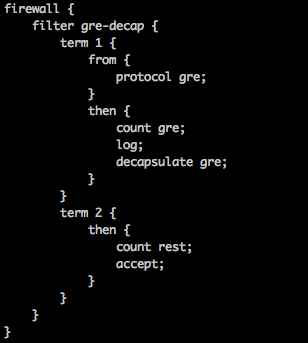 firewall {
    filter gre-decap {
        term 1 {
            from {
                protocol gre;
            }
            then {
                count gre;
                log;
                decapsulate gre;
            }
        }
        term 2 {
            then {
                count rest;
                accept;
            }
        }
    }
}